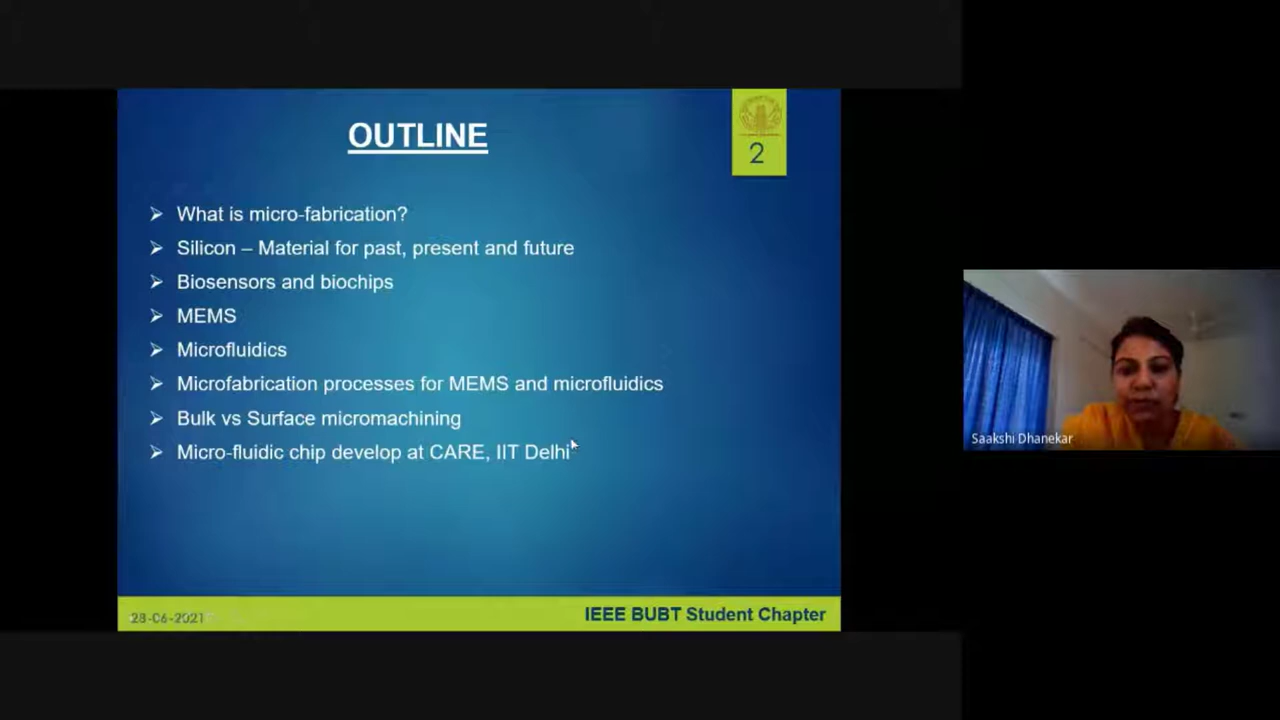 OUTLINE
2
What is micro-fabrication?
Silicon – Material for past, present and future
Biosensors and biochips
MEMS
Microfluidics
Microfabrication processes for MEMS and microfluidics
Bulk vs Surface micromachining
Micro-fluidic chip develop at CARE, IIT Delhi
28-06-2021
IEEE BUBT Student Chapter
Saakshi Dhanekar